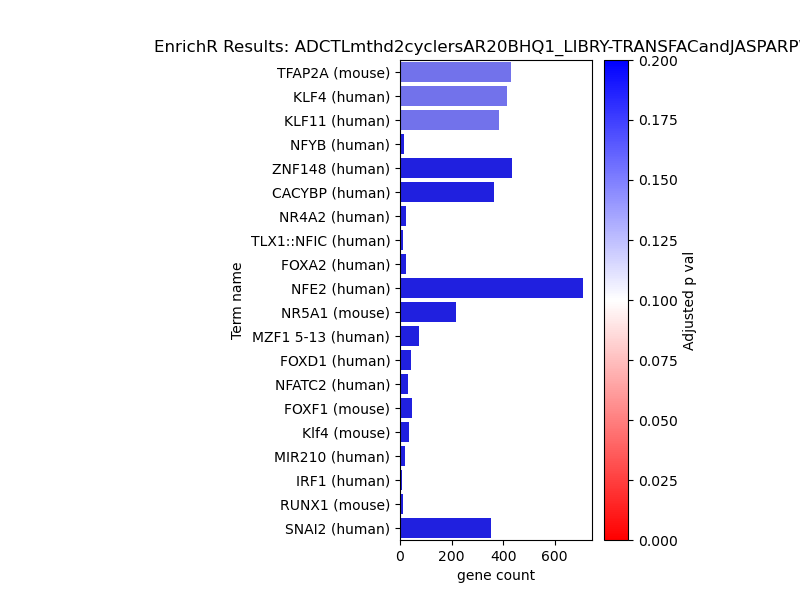 EnrichR Results: ADCTLmthd2cyclersAR20BHQ1_LIBRY-TRANSFACandJASPARP
TFAP2A (mouse)
KLF4 (human)
KLF11 (human)
NFYB (human)
ZNF148 (human)
CACYBP (human)
NR4A2 (human)
TLX1::NFIC (human)
FOXA2 (human)
NFE2 (human)
NR5A1 (mouse)
MZF1 5-13 (human)
FOXD1 (human)
NFATC2 (human)
FOXF1 (mouse)
Klf4 (mouse)
MIR210 (human)
IRF1 (human)
RUNX1 (mouse)
SNAI2 (human)
Term name
0 200 400 600
gene count
0.200
0.175
0.150
0.125
0.100
0.075
0.050
0.025
0.000
Adjusted p val